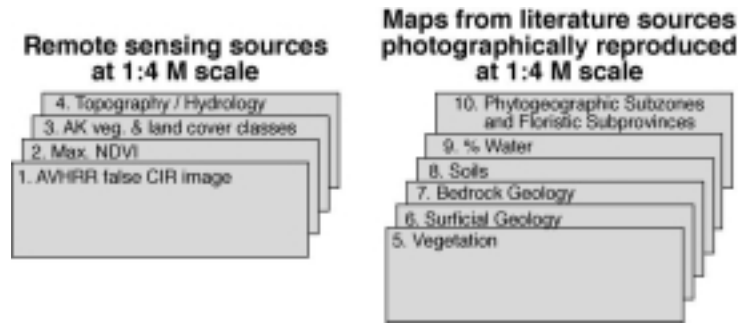 Remote sensing sources
at 1:4 M scale
4. Topography / Hydrology
3. AK veg. & land cover classes
2. Max. NDVI
1. AVHRR false CIR image
Maps from literature sources
photographically reproduced
at 1:4 M scale
10. Phytogeographic Subzones
and Floristic Subprovinces
9. % Water
8. Soils
7. Bedrock Geology
6. Surficial Geology
5. Vegetation